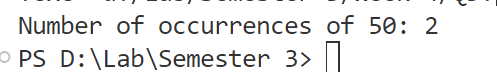 Number of occurrences of 50: 2
PS D:\Lab\Semester 3>